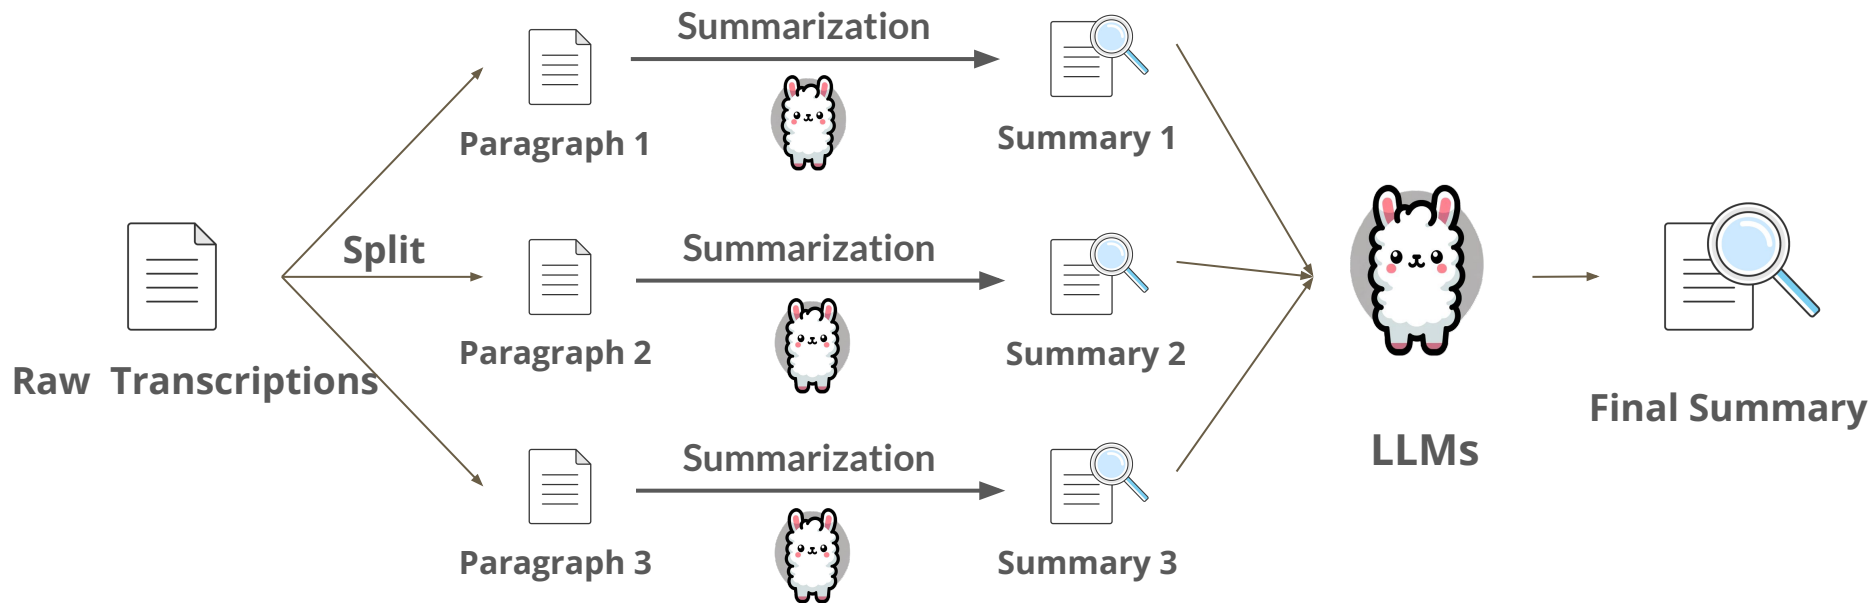 Summarization
Paragraph 1
Summary 1
Split
Summarization
Raw  Transcriptions
Paragraph 2
Summary 2
LLMs
Final Summary
Summarization
Paragraph 3
Summary 3